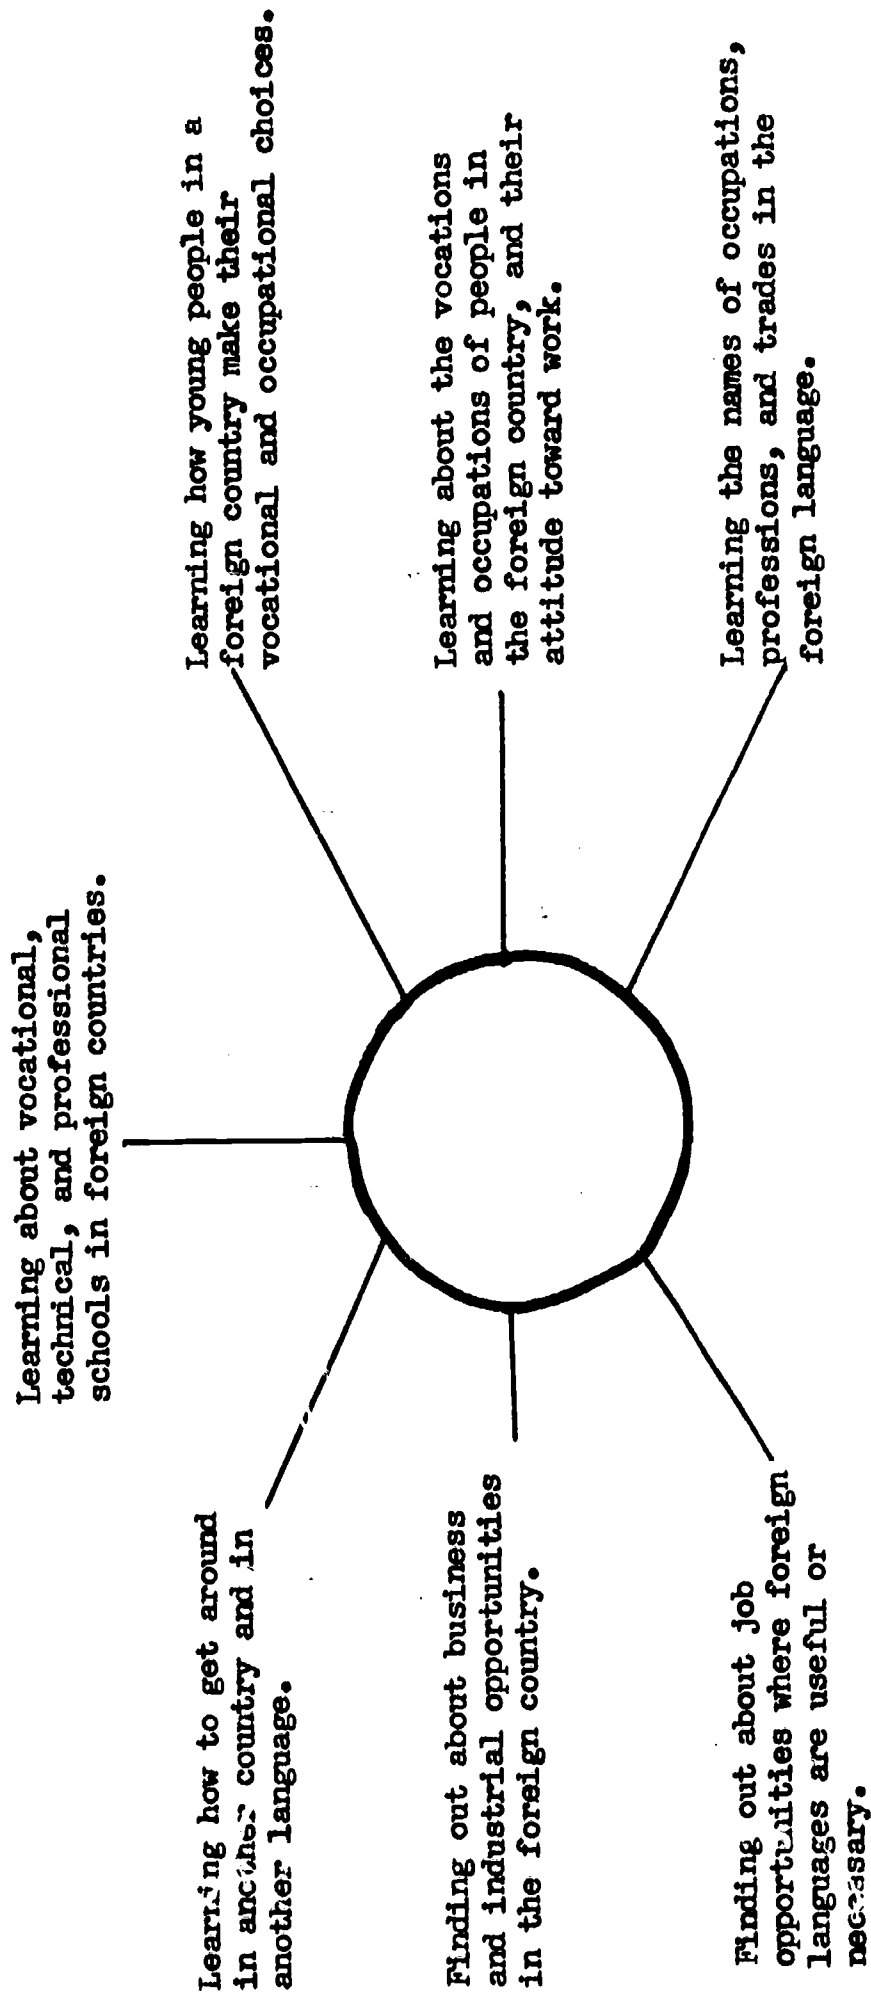 Learning about vocational,
technical, and professional
schools in foreign countries.
Learning how to get around
in another country and in
another language.
Learning how young people in a
foreign country make their
vocational and occupational choices.
Finding out about business
and industrial opportunities
in the foreign country.
Learning about the vocations
and occupations of people in
the foreign country, and their
attitude toward work.
Finding out about job
opportunities where foreign
languages are useful or
necessary.
Learning the names of occupations,
professions, and trades in the
foreign language.